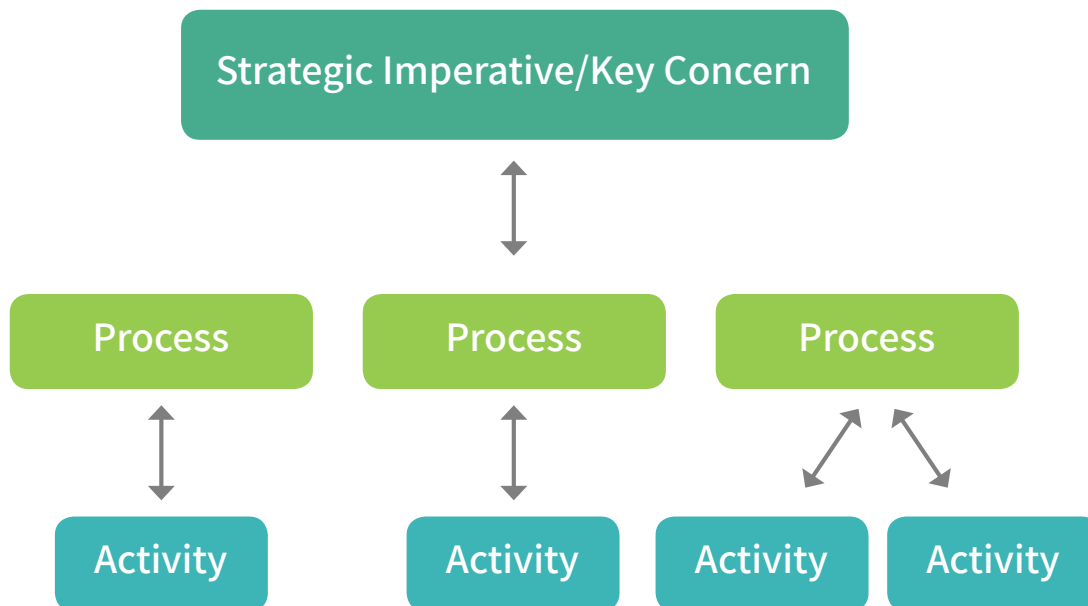 Strategic Imperative/Key Concern
Process
Process
Process
Activity
Activity
Activity
Activity